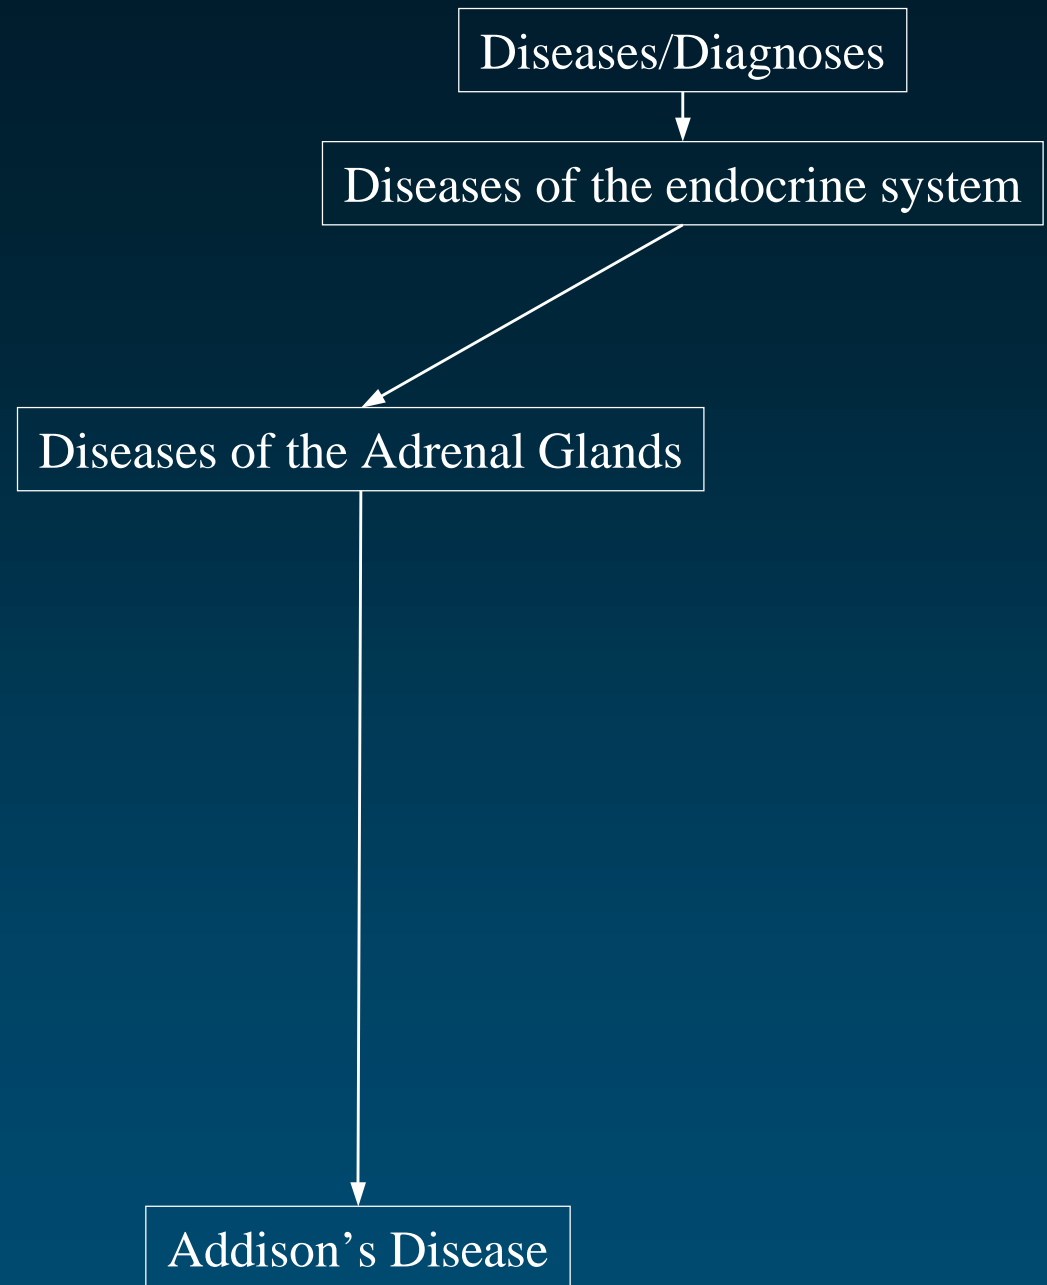 Diseases/Diagnoses
Diseases of the endocrine system
Diseases of the Adrenal Glands
Addison’s Disease